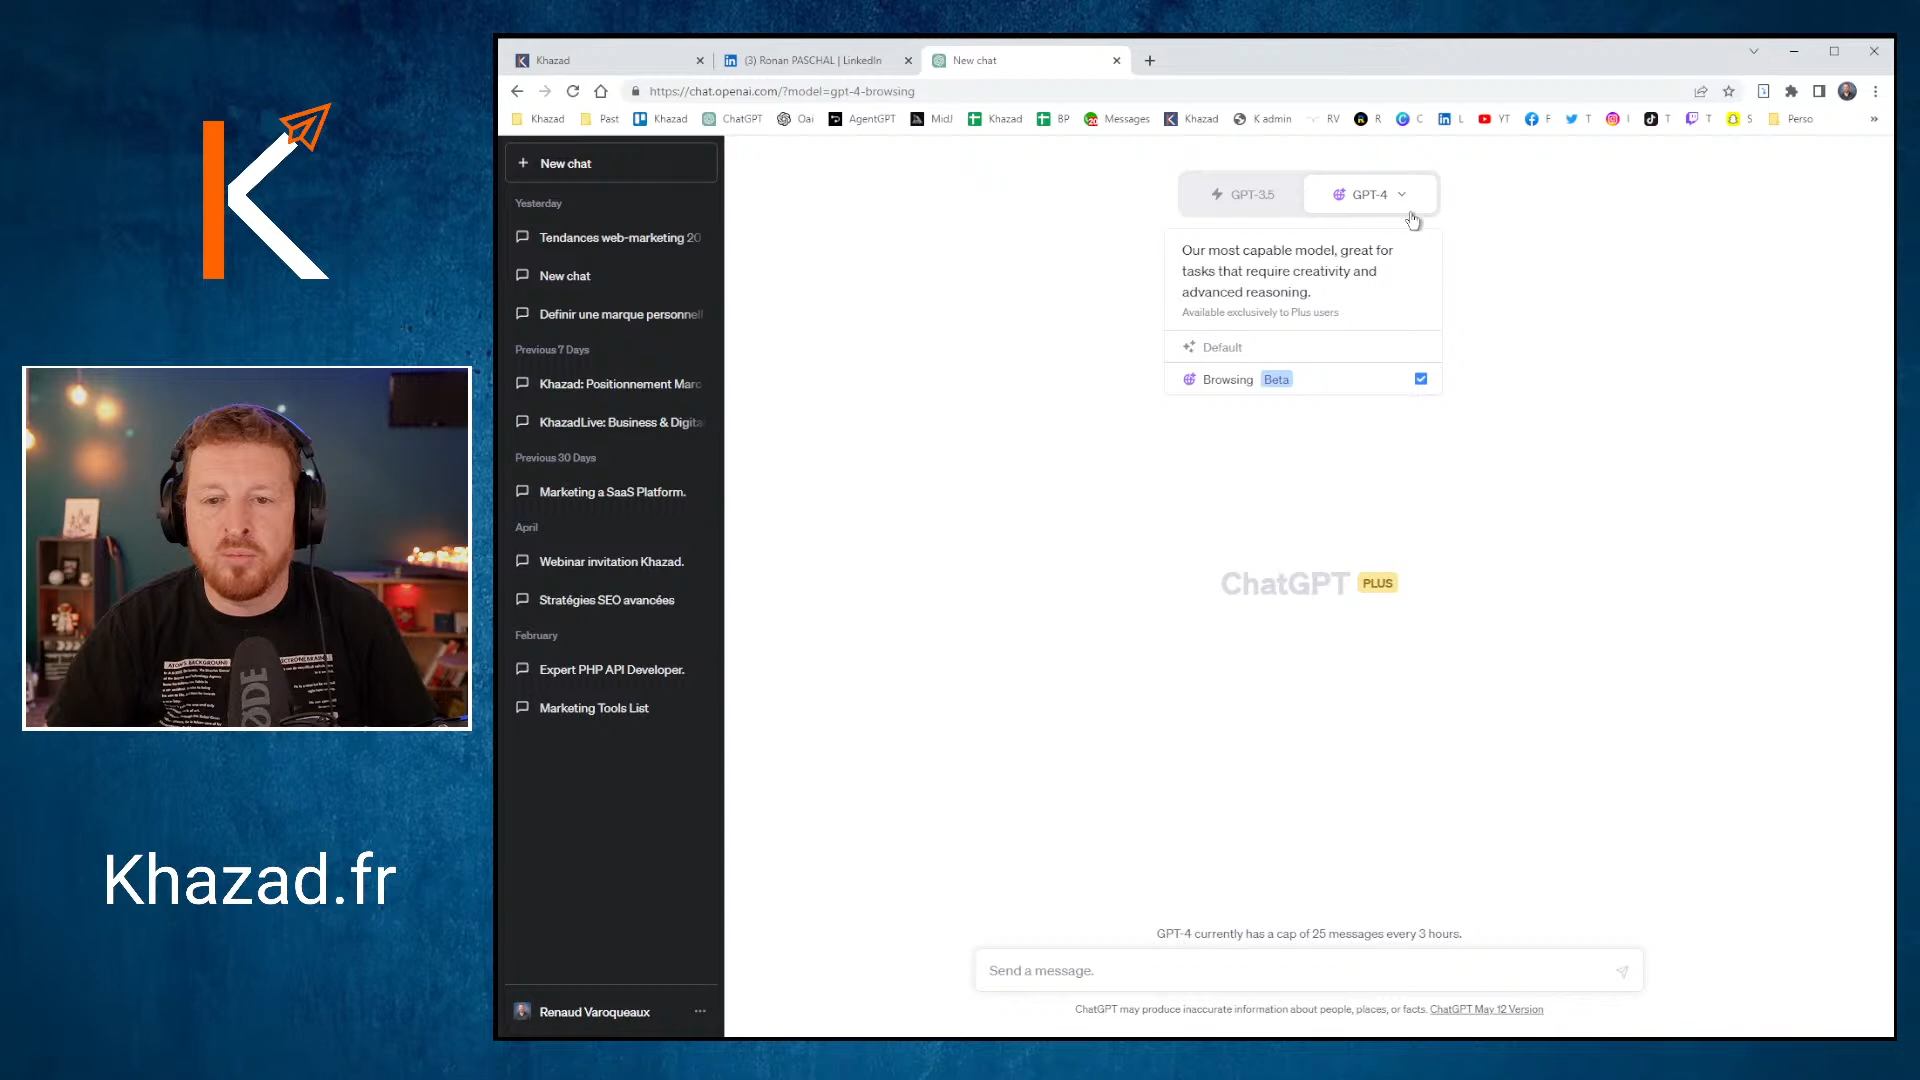 K
Khazad.fr
Khazad
(3) Ronan PASCHAL | LinkedIn
New chat
https://chat.openai.com/?model=gpt-4-browsing
Khazad
Past
Khazad
ChatGPT
Oai
AgentGPT
MidJ
Khazad
BP
Messages
Khazad
K admin
RV
R
C
L
YT
F
T
I
T
T
S
Perso
New chat
Yesterday
Tendances web-marketing 20
New chat
Definir une marque personnell
Previous 7 Days
Khazad: Positionnement Marc
KhazadLive: Business & Digita
Previous 30 Days
Marketing a SaaS Platform.
April
Webinar invitation Khazad.
Stratégies SEO avancées
February
Expert PHP API Developer.
Marketing Tools List
Renaud Varoqueaux
GPT-3.5
GPT-4
Our most capable model, great for
tasks that require creativity and
advanced reasoning.
Available exclusively to Plus users
Default
Browsing Beta
ChatGPT PLUS
GPT-4 currently has a cap of 25 messages every 3 hours.
Send a message.
ChatGPT may produce inaccurate information about people, places, or facts. ChatGPT May 12 Version